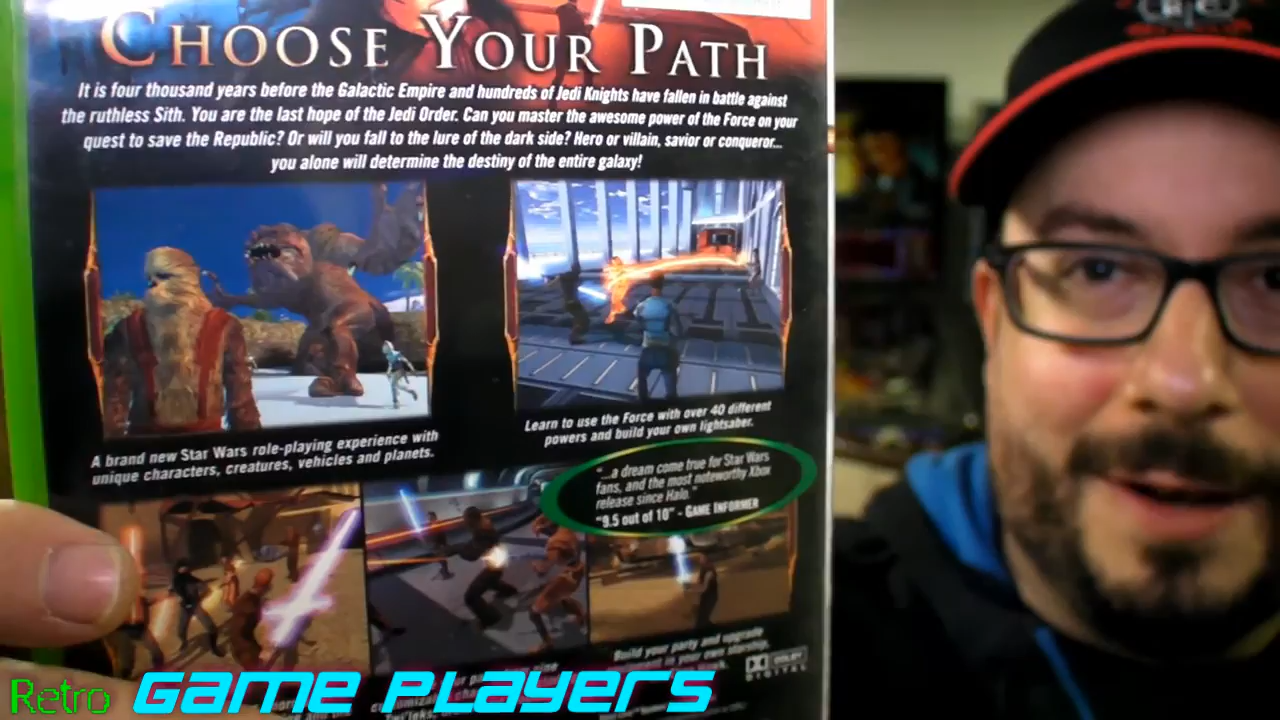 CHOOSE YOUR PATH
It is four thousand years before the Galactic Empire and hundreds of Jedi Knights have fallen in battle against
the ruthless Sith. You are the last hope of the Jedi Order. Can you master the awesome power of the Force on your
quest to save the Republic? Or will you fall to the lure of the dark side? Hero or villain, savior or conqueror...
you alone will determine the destiny of the entire galaxy!
A brand new Star Wars role-playing experience with
unique characters, creatures, vehicles and planets.
Learn to use the Force with over 40 different
powers and build your own lightsaber.
"...a dream come true for Star Wars
fans, and the most noteworthy Xbox
release since Halo."
"9.5 out of 10" - GAME INFORMER
Build your party and upgrade
in your own starship,
DOLBY
DIGITAL
Retro GAME PLAYERS